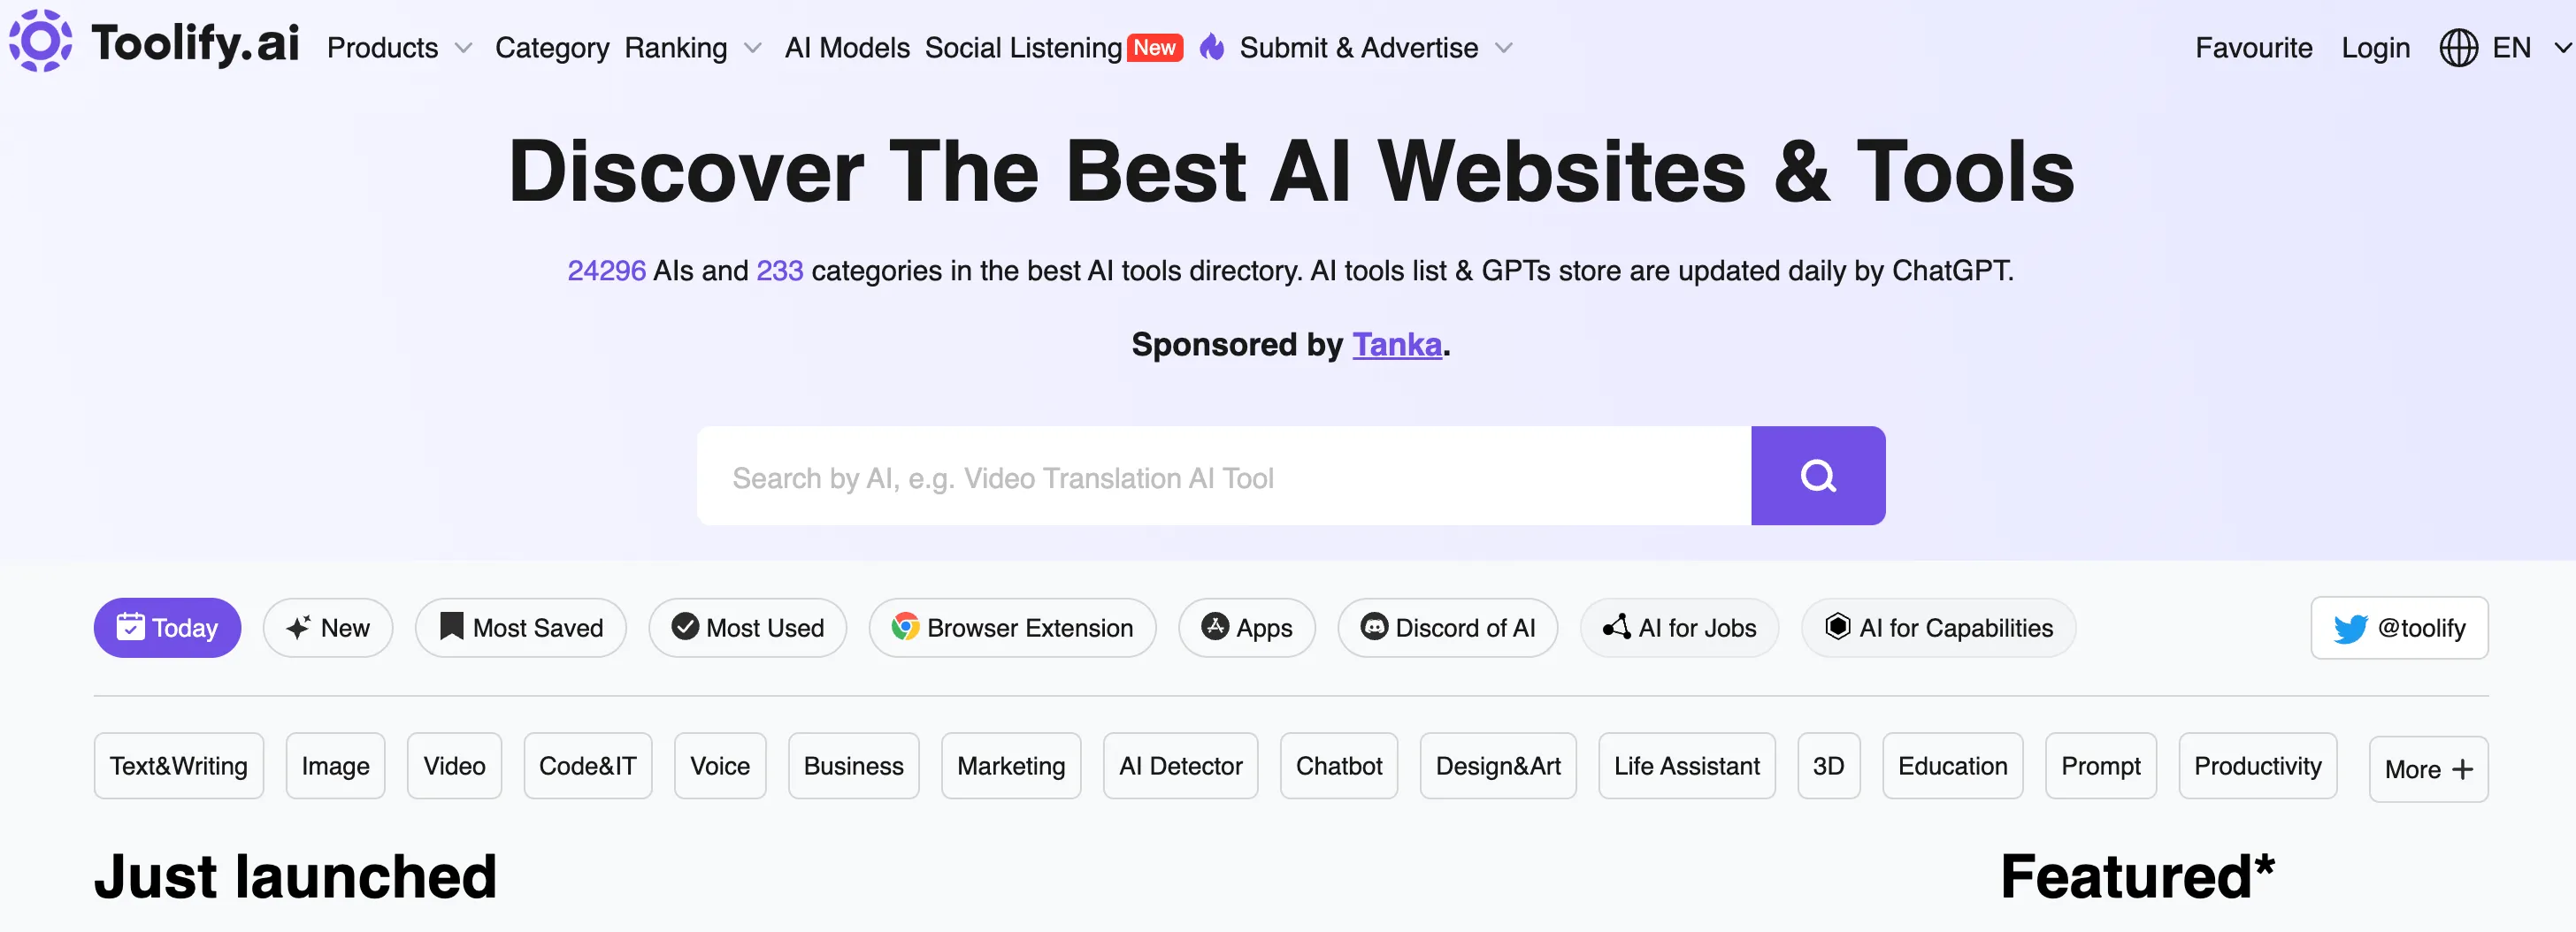 Toolify.ai Products Category Ranking AI Models Social Listening New Submit & Advertise Favourite Login EN
Discover The Best AI Websites & Tools
24296 AIs and 233 categories in the best AI tools directory. AI tools list & GPTs store are updated daily by ChatGPT.
Sponsored by Tanka.
Search by AI, e.g. Video Translation AI Tool
Today New Most Saved Most Used Browser Extension Apps Discord of AI AI for Jobs AI for Capabilities @toolify
Text&Writing Image Video Code&IT Voice Business Marketing AI Detector Chatbot Design&Art Life Assistant 3D Education Prompt Productivity More +
Just launched Featured*